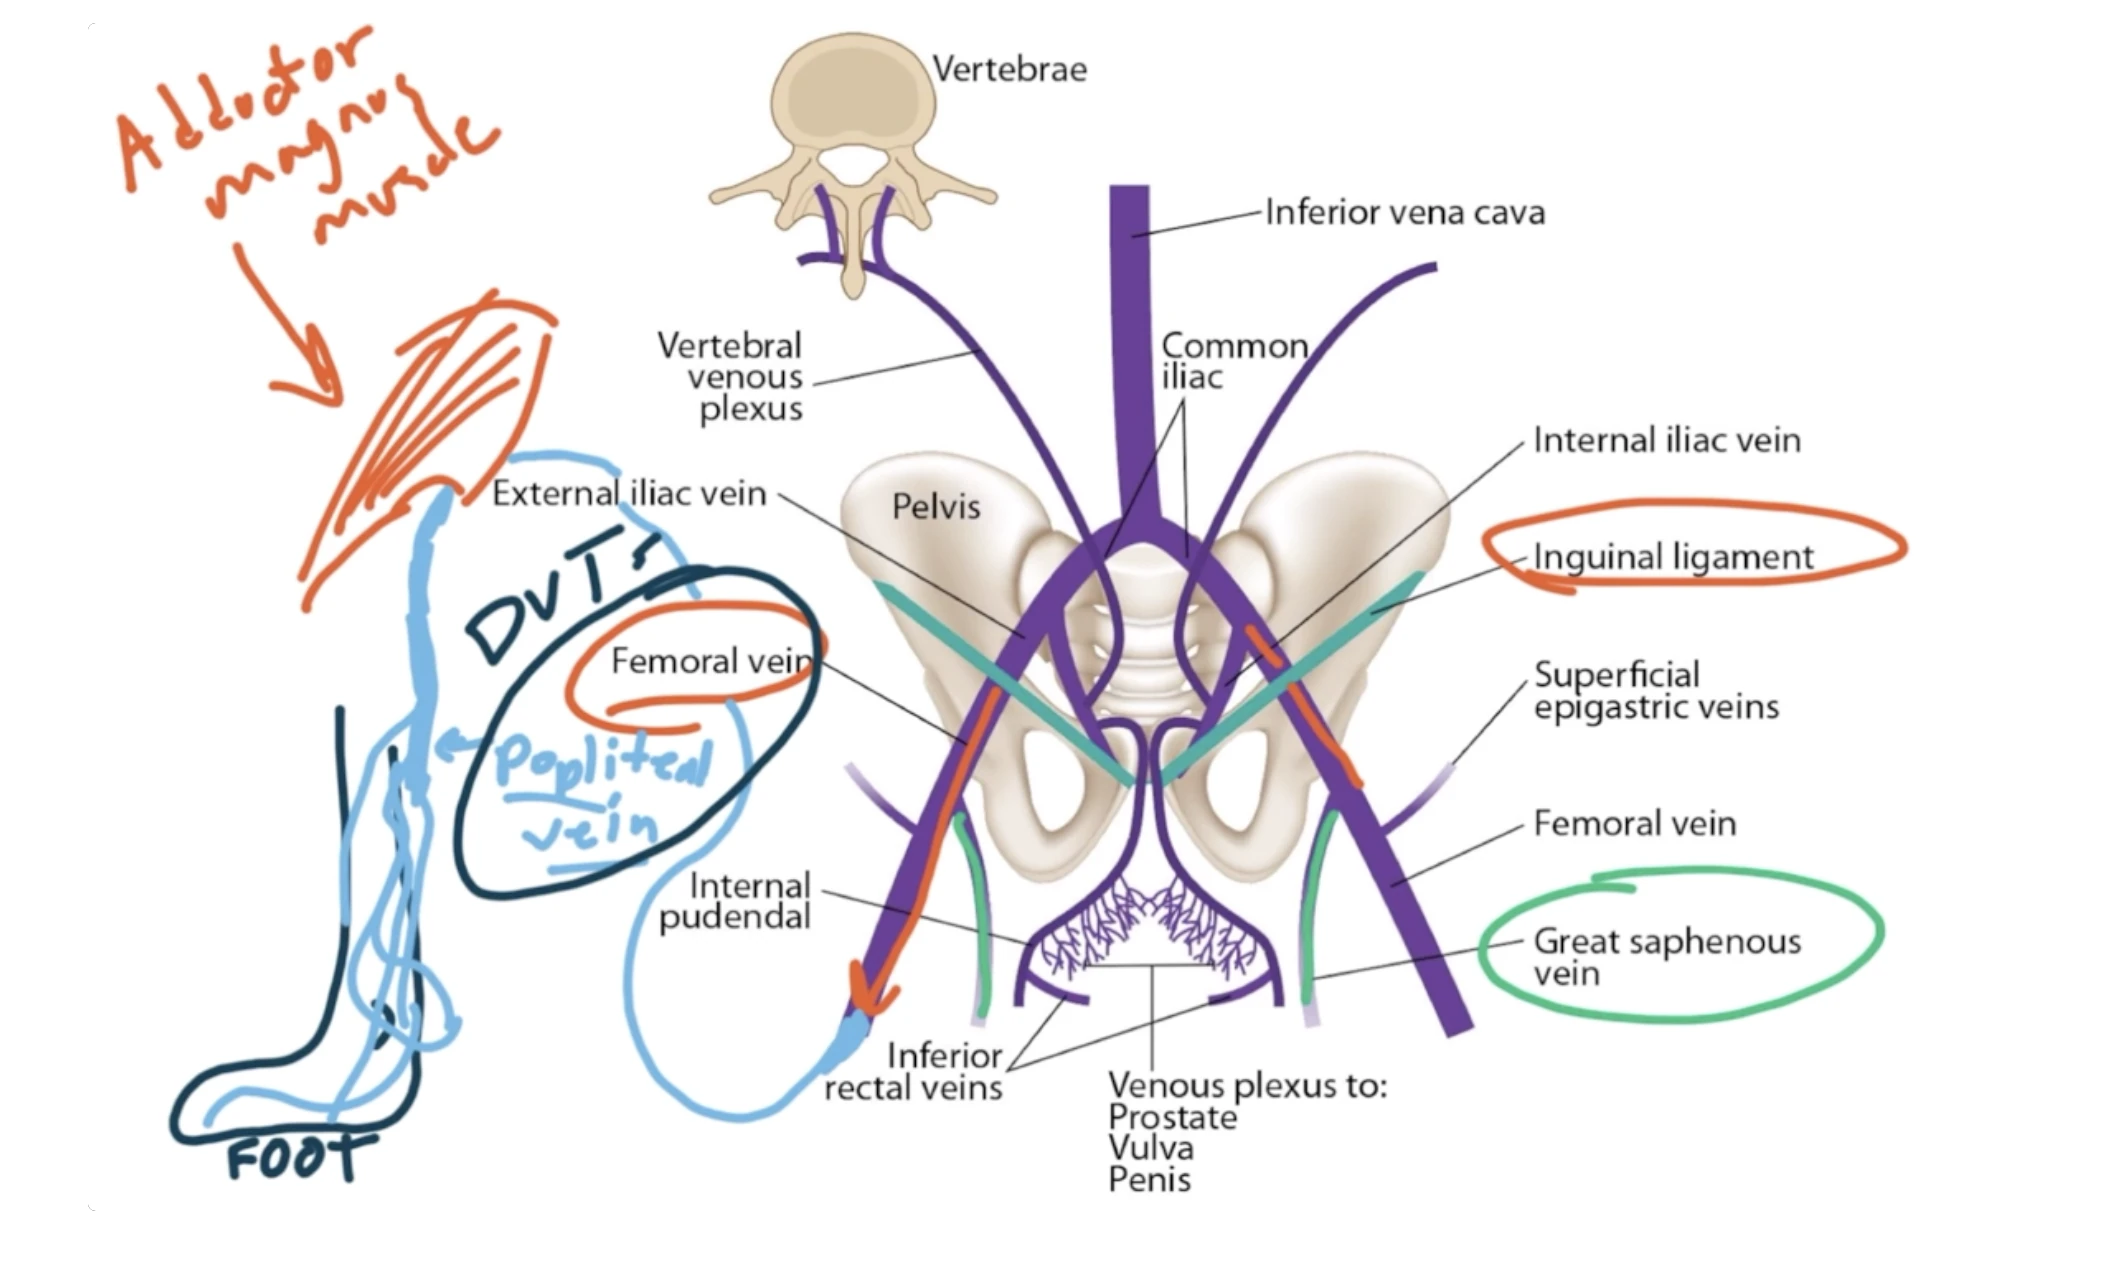 Adductor
magnus
muscle
Vertebrae
Inferior vena cava
Vertebral
venous
plexus
Common
iliac
Internal iliac vein
External iliac vein
Pelvis
Inguinal ligament
DVT's
Femoral vein
Superficial
epigastric veins
Popliteal
vein
Femoral vein
Internal
pudendal
Great saphenous
vein
Inferior
rectal veins
Venous plexus to:
Prostate
Vulva
Penis
FOOT